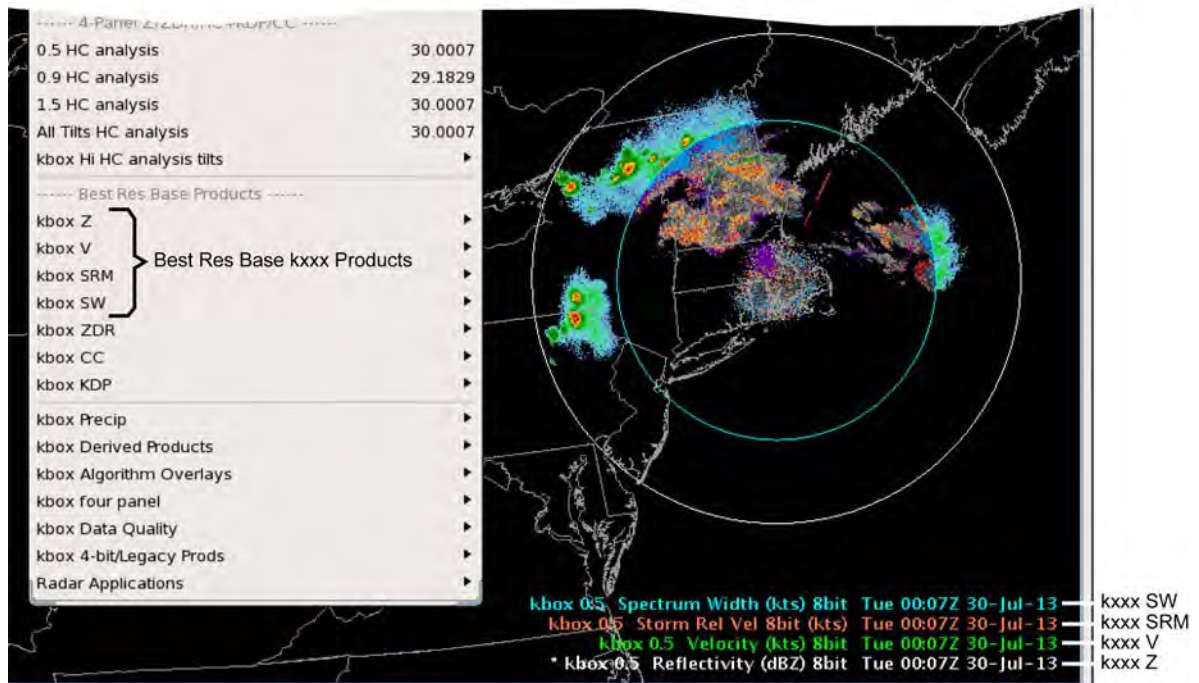 0.5 HC analysis 30.0007
0.9 HC analysis 29.1829
1.5 HC analysis 30.0007
All Tilts HC analysis 30.0007
kbox Hi HC analysis tilts
------ Best Res Base Products ------
kbox Z
kbox V
kbox SRM
kbox SW
Best Res Base kxxx Products
kbox ZDR
kbox CC
kbox KDP
kbox Precip
kbox Derived Products
kbox Algorithm Overlays
kbox four panel
kbox Data Quality
kbox 4-bit/Legacy Prods
Radar Applications
kbox 0.5 Spectrum Width (kts) 8bit Tue 00:07Z 30-Jul-13 kxxx SW
kbox 0.5 Storm Rel Vel 8bit (kts) Tue 00:07Z 30-Jul-13 kxxx SRM
kbox 0.5 Velocity (kts) 8bit Tue 00:07Z 30-Jul-13 kxxx V
* kbox 0.5 Reflectivity (dBZ) 8bit Tue 00:07Z 30-Jul-13 kxxx Z